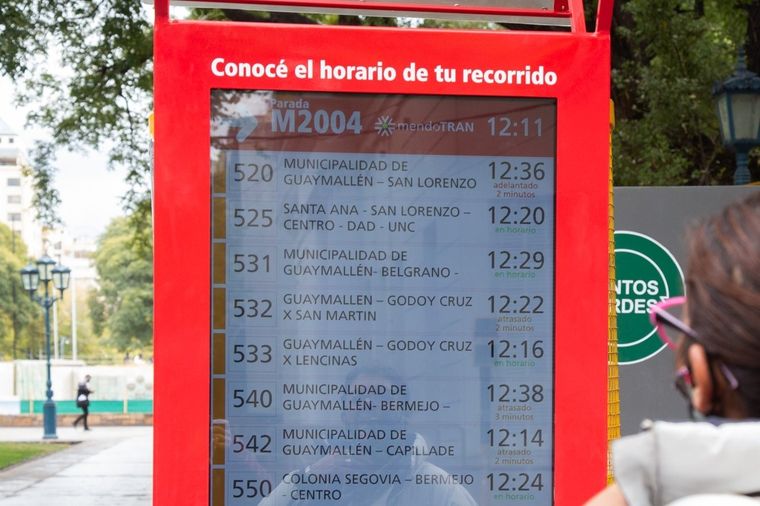 Conocé el horario de tu recorrido
Parada
M2004 mendoTRAN 12:11
520 MUNICIPALIDAD DE 12:36
GUAYMALLÉN – SAN LORENZO adelantado
2 minutos
525 SANTA ANA - SAN LORENZO – 12:20
CENTRO - DAD - UNC en horario
531 MUNICIPALIDAD DE 12:29
GUAYMALLÉN- BELGRANO - en horario
532 GUAYMALLEN – GODOY CRUZ 12:22
X SAN MARTIN atrasado
2 minutos
533 GUAYMALLEN – GODOY CRUZ 12:16
X LENCINAS en horario
540 MUNICIPALIDAD DE 12:38
GUAYMALLÉN- BERMEJO – atrasado
3 minutos
542 MUNICIPALIDAD DE 12:14
GUAYMALLÉN – CAPILLADE atrasado
2 minutos
550 COLONIA SEGOVIA – BERMEJO 12:24
- CENTRO en horario
NTOS
RDES